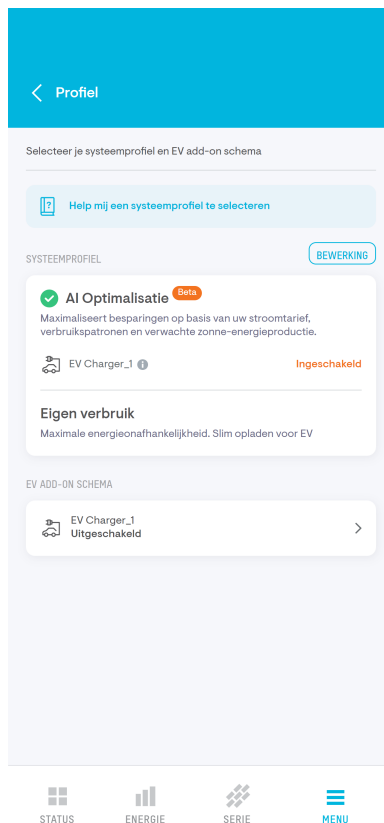 Profiel
Selecteer je systeemprofiel en EV add-on schema
Help mij een systeemprofiel te selecteren
SYSTEEMPROFIEL
BEWERKING
AI Optimalisatie Beta
Maximaliseert besparingen op basis van uw stroomtarief,
verbruikspatronen en verwachte zonne-energieproductie.
EV Charger_1
Ingeschakeld
Eigen verbruik
Maximale energieonafhankelijkheid. Slim opladen voor EV
EV ADD-ON SCHEMA
EV Charger_1
Uitgeschakeld
STATUS
ENERGIE
SERIE
MENU